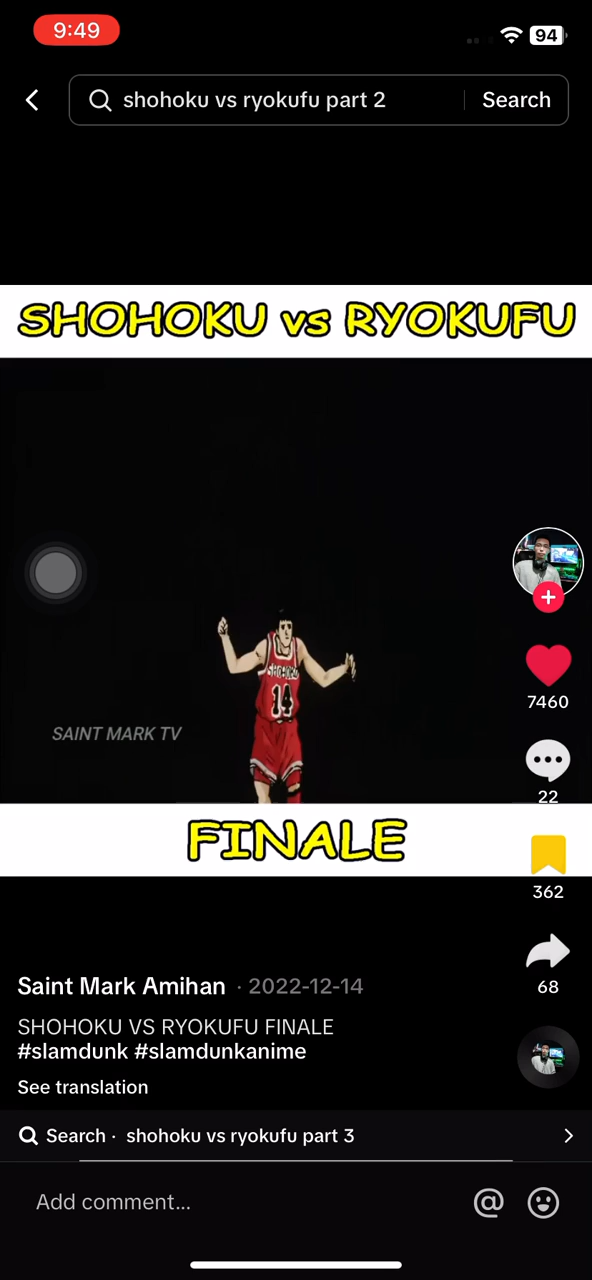 9:49
94
shohoku vs ryokufu part 2
Search
SHOHOKU vs RYOKUFU
SHOHOKU
14
SAINT MARK TV
7460
22
FINALE
362
68
Saint Mark Amihan · 2022-12-14
SHOHOKU VS RYOKUFU FINALE
#slamdunk #slamdunkanime
See translation
Search · shohoku vs ryokufu part 3
Add comment...
@